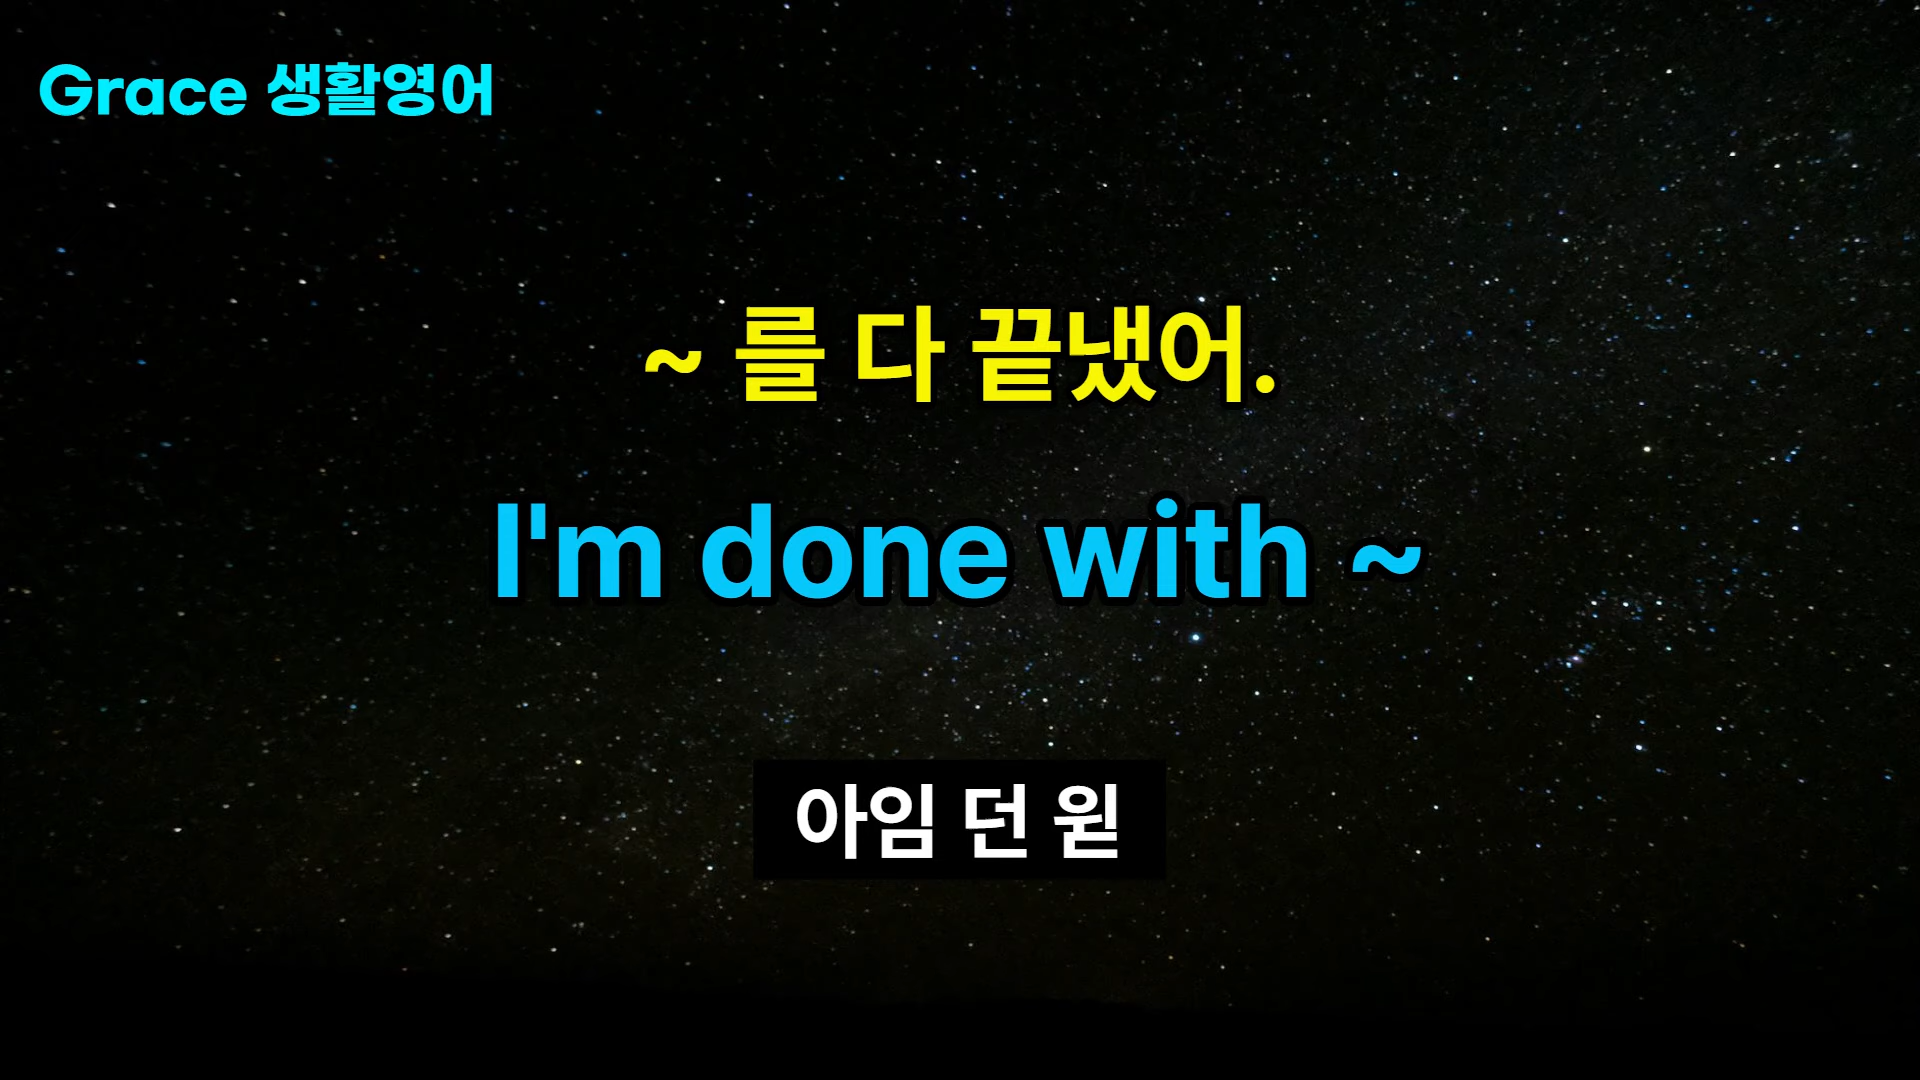 Grace 생활영어
~ 를 다 끝냈어.
I'm done with ~
아임 던 윋